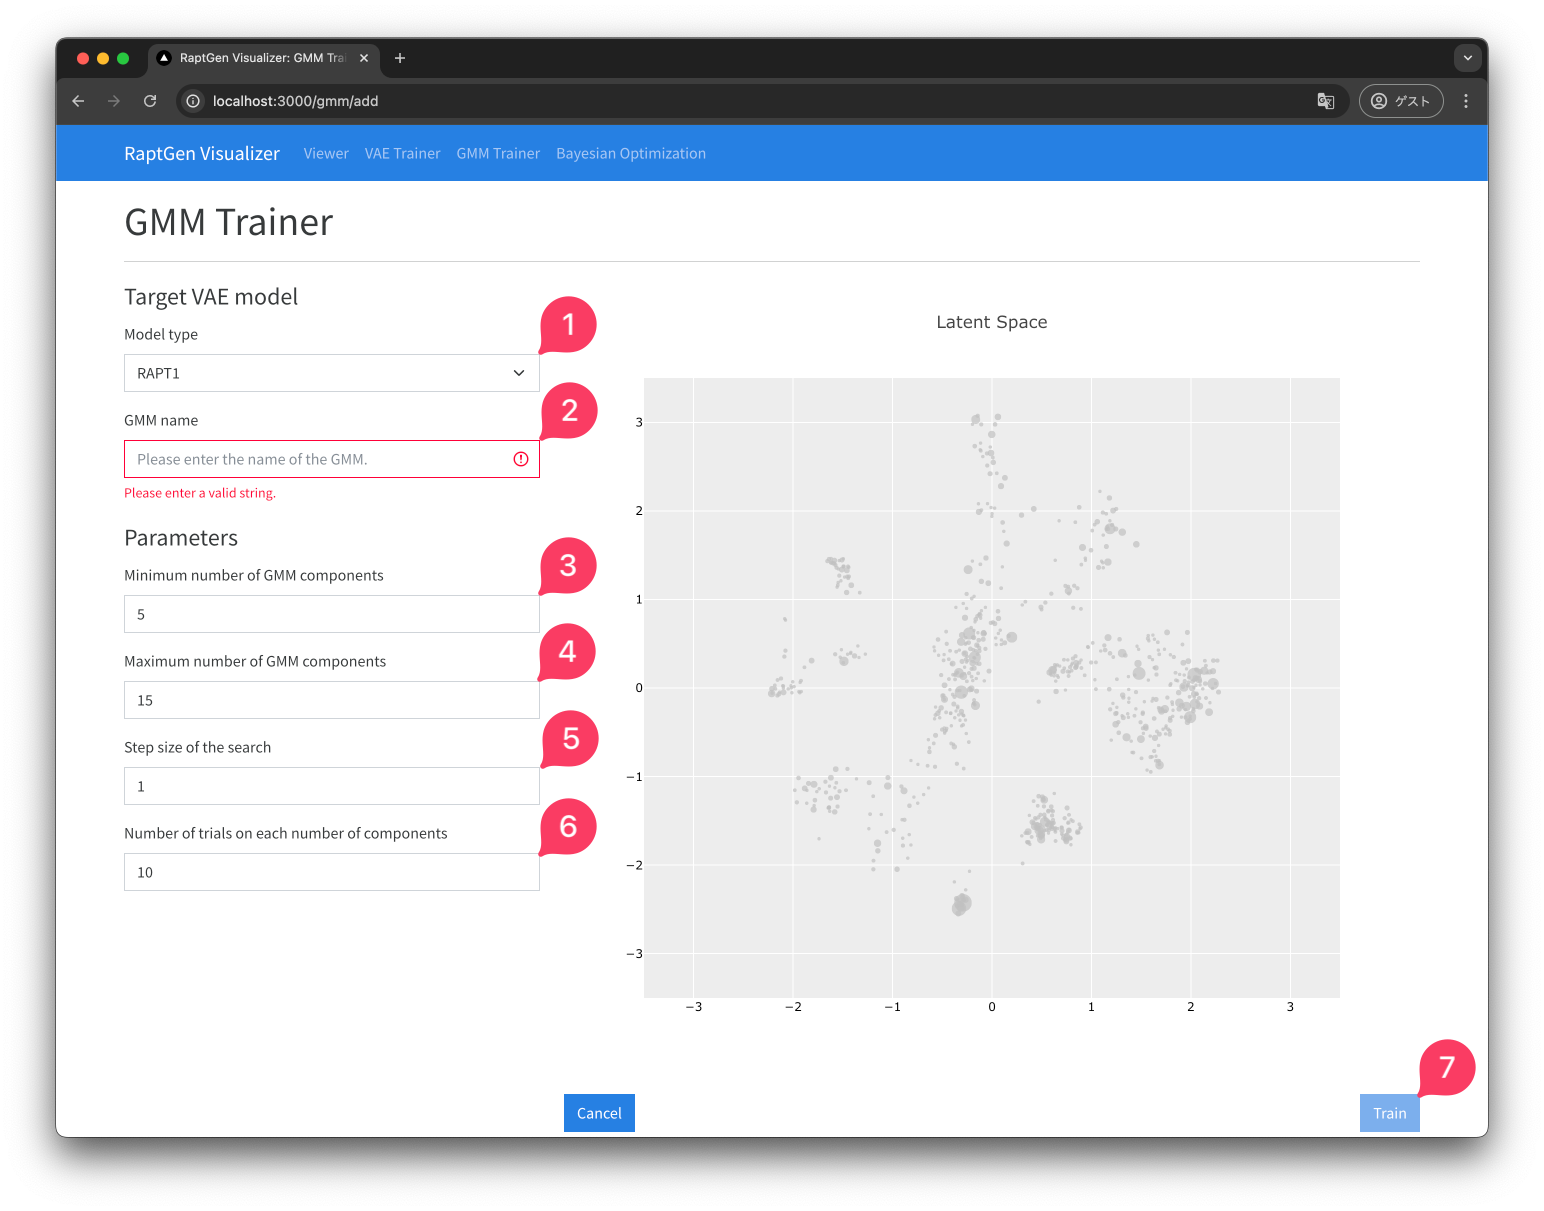 RaptGen Visualizer: GMM Trai
localhost:3000/gmm/add
ゲスト
RaptGen Visualizer Viewer VAE Trainer GMM Trainer Bayesian Optimization
GMM Trainer
Target VAE model
Model type
1
RAPT1
GMM name
2
Please enter the name of the GMM.
Please enter a valid string.
Parameters
Minimum number of GMM components
3
5
Maximum number of GMM components
4
15
Step size of the search
5
1
Number of trials on each number of components
6
10
Latent Space
3
2
1
0
−1
−2
−3
−3 −2 −1 0 1 2 3
Cancel
7
Train